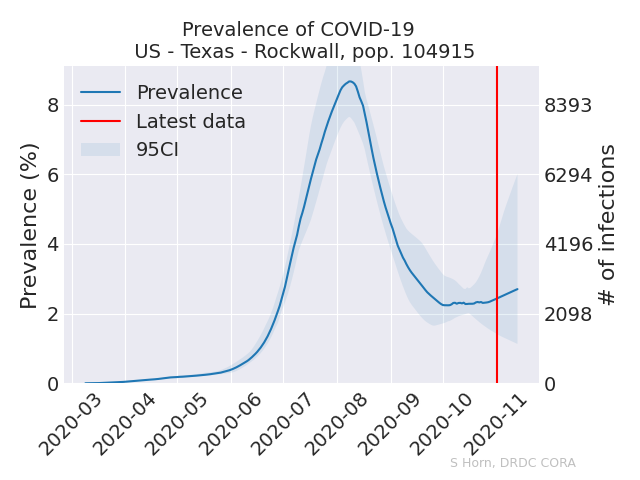 Prevalence of COVID-19
US - Texas - Rockwall, pop. 104915
Prevalence
Latest data
95CI
Prevalence (%)
8
6
4
2
0
8393
6294
4196
2098
0
# of infections
2020-03
2020-04
2020-05
2020-06
2020-07
2020-08
2020-09
2020-10
2020-11
S Horn, DRDC CORA